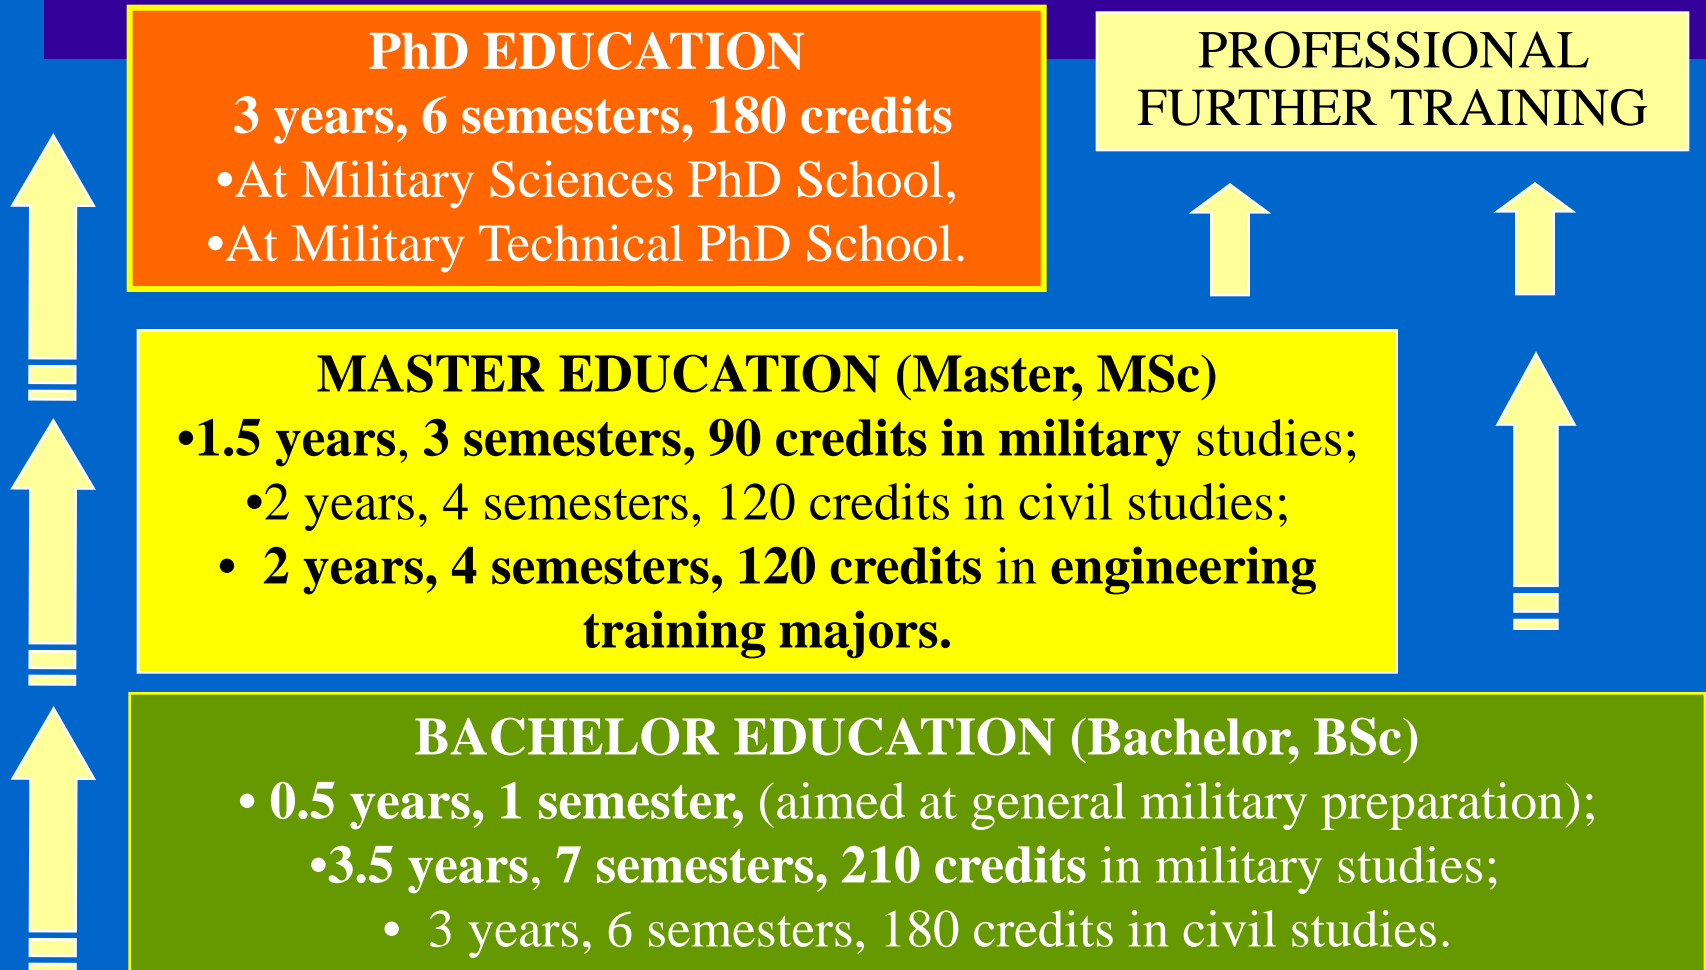 PhD EDUCATION
3 years, 6 semesters, 180 credits
•At Military Sciences PhD School,
•At Military Technical PhD School.
PROFESSIONAL
FURTHER TRAINING
MASTER EDUCATION (Master, MSc)
•1.5 years, 3 semesters, 90 credits in military studies;
•2 years, 4 semesters, 120 credits in civil studies;
• 2 years, 4 semesters, 120 credits in engineering
training majors.
BACHELOR EDUCATION (Bachelor, BSc)
• 0.5 years, 1 semester, (aimed at general military preparation);
•3.5 years, 7 semesters, 210 credits in military studies;
• 3 years, 6 semesters, 180 credits in civil studies.